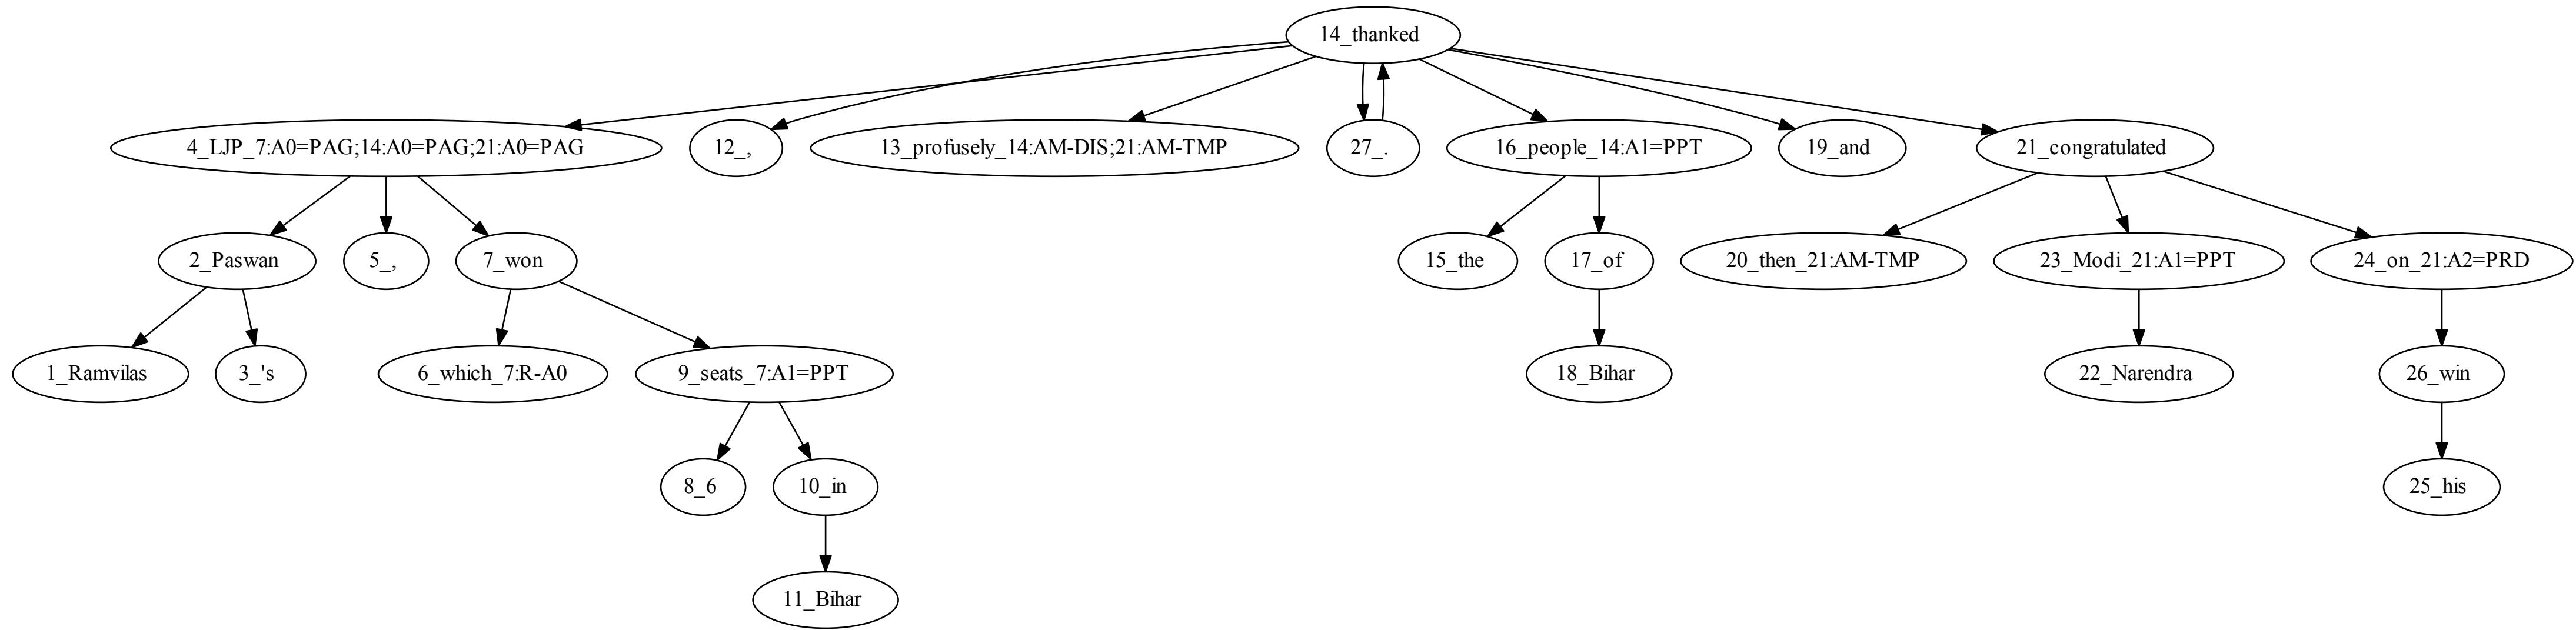 14_thanked
4_LJP_7:A0=PAG;14:A0=PAG;21:A0=PAG
12_,
13_profusely_14:AM-DIS;21:AM-TMP
27_.
16_people_14:A1=PPT
19_and
21_congratulated
2_Paswan
5_,
7_won
15_the
17_of
20_then_21:AM-TMP
23_Modi_21:A1=PPT
24_on_21:A2=PRD
1_Ramvilas
3_'s
6_which_7:R-A0
9_seats_7:A1=PPT
18_Bihar
22_Narendra
26_win
8_6
10_in
25_his
11_Bihar